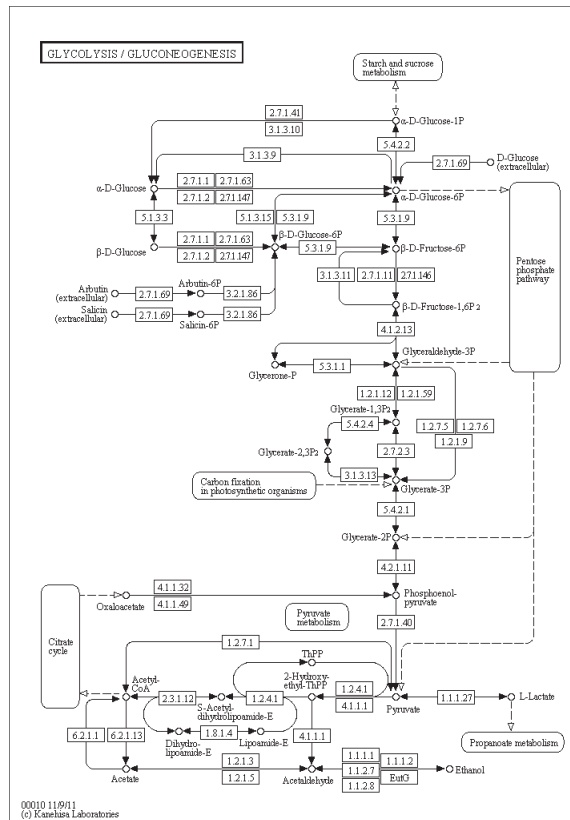 GLYCOLYSIS / GLUCONEOGENESIS
Starch and sucrose
metabolism
2.7.1.41
3.1.3.10
α-D-Glucose-1P
5.4.2.2
3.1.3.9
2.7.1.69
D-Glucose
(extracellular)
α-D-Glucose
2.7.1.1
2.7.1.63
2.7.1.2
2.7.1.147
α-D-Glucose-6P
5.1.3.3
5.1.3.15
5.3.1.9
5.3.1.9
β-D-Glucose-6P
β-D-Glucose
2.7.1.1
2.7.1.63
2.7.1.2
2.7.1.147
5.3.1.9
β-D-Fructose-6P
Pentose
phosphate
pathway
3.1.3.11
2.7.1.11
2.7.1.146
Arbutin
(extracellular)
2.7.1.69
Arbutin-6P
3.2.1.86
Salicin
(extracellular)
2.7.1.69
Salicin-6P
3.2.1.86
β-D-Fructose-1,6P2
4.1.2.13
Glyceraldehyde-3P
Glycerone-P
5.3.1.1
1.2.1.12
1.2.1.59
Glycerate-1,3P2
5.4.2.4
1.2.7.5
1.2.7.6
1.2.1.9
Glycerate-2,3P2
2.7.2.3
3.1.3.13
Carbon fixation
in photosynthetic organisms
Glycerate-3P
5.4.2.1
Glycerate-2P
4.2.1.11
4.1.1.32
Oxaloacetate
4.1.1.49
Phosphoenol-
pyruvate
Pyruvate
metabolism
2.7.1.40
Citrate
cycle
1.2.7.1
ThPP
2-Hydroxy-
ethyl-ThPP
Acetyl-
CoA
2.3.1.12
S-Acetyl-
dihydrolipoamide-E
1.2.4.1
1.2.4.1
4.1.1.1
Pyruvate
1.1.1.27
L-Lactate
6.2.1.1
6.2.1.13
Dihydro-
lipoamide-E
1.8.1.4
Lipoamide-E
4.1.1.1
Propanoate metabolism
Acetate
1.2.1.3
1.2.1.5
Acetaldehyde
1.1.1.1
1.1.1.2
1.1.2.7
EutG
1.1.2.8
Ethanol
00010 11/9/11
(c) Kanehisa Laboratories